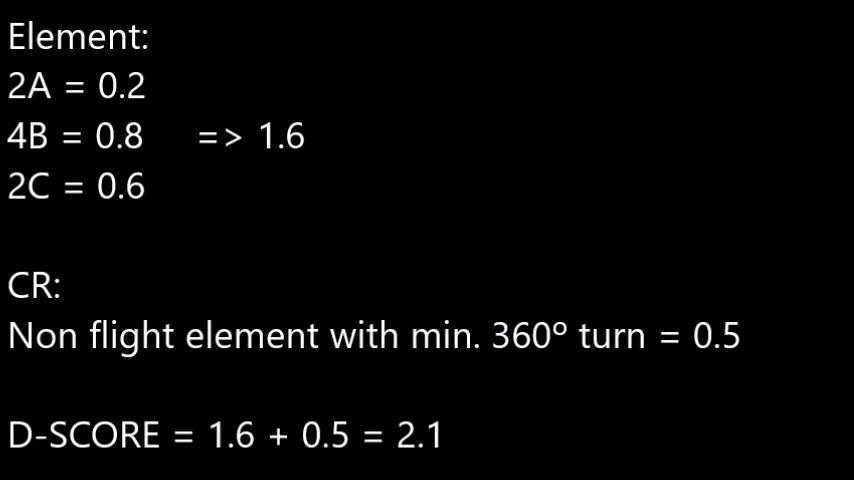 Element:
2A = 0.2
4B = 0.8 => 1.6
2C = 0.6
CR:
Non flight element with min. 360º turn = 0.5
D-SCORE = 1.6 + 0.5 = 2.1